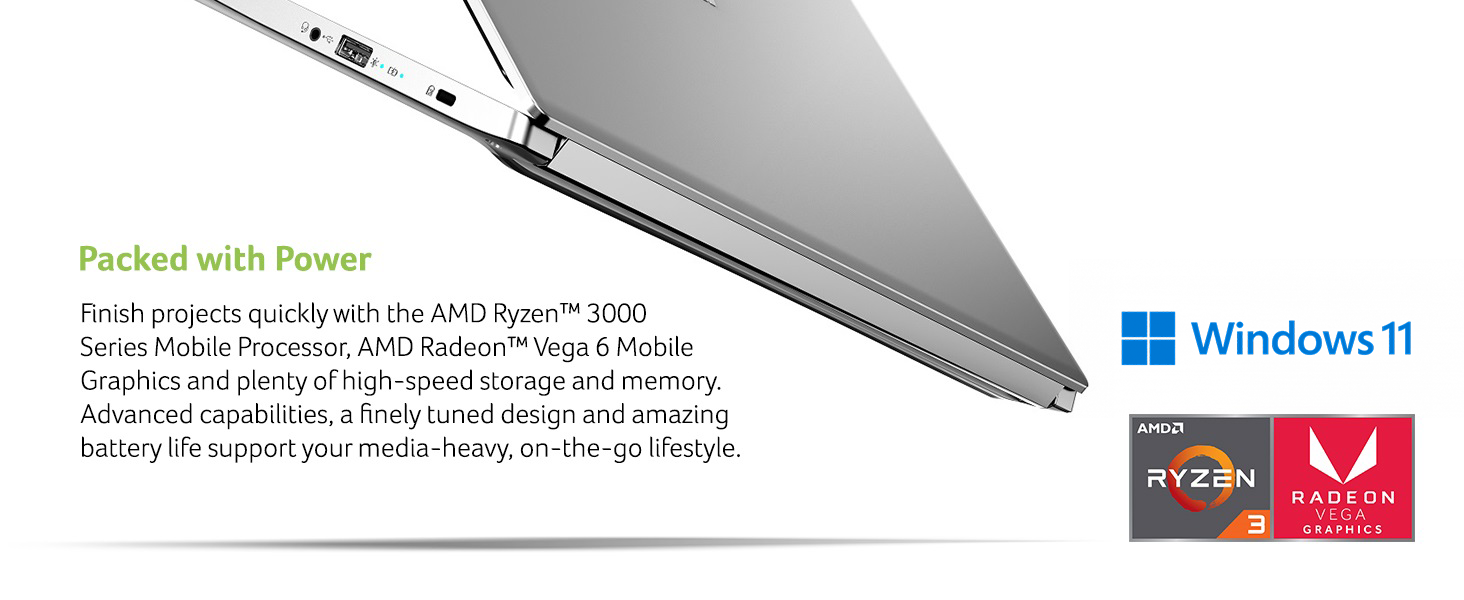 Packed with Power
Finish projects quickly with the AMD Ryzen™ 3000
Series Mobile Processor, AMD Radeon™ Vega 6 Mobile
Graphics and plenty of high-speed storage and memory.
Advanced capabilities, a finely tuned design and amazing
battery life support your media-heavy, on-the-go lifestyle.
Windows 11
AMD
RYZEN
3
RADEON
VEGA
GRAPHICS